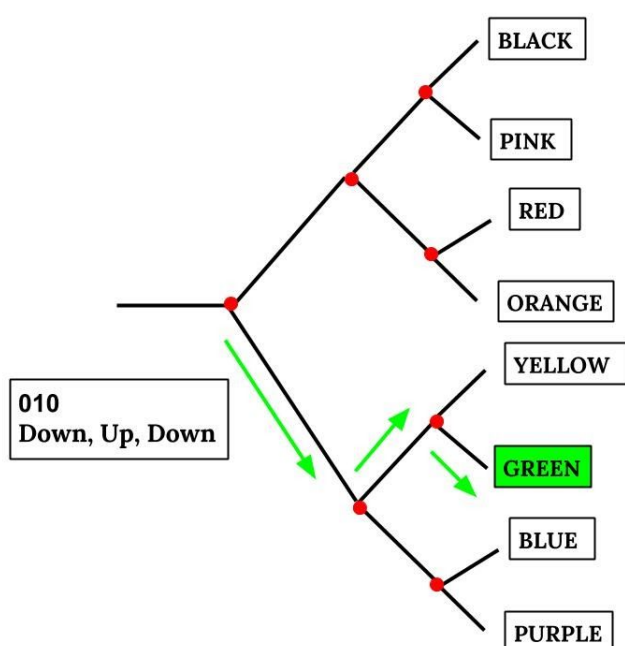 BLACK
PINK
RED
ORANGE
YELLOW
010
Down, Up, Down
GREEN
BLUE
PURPLE